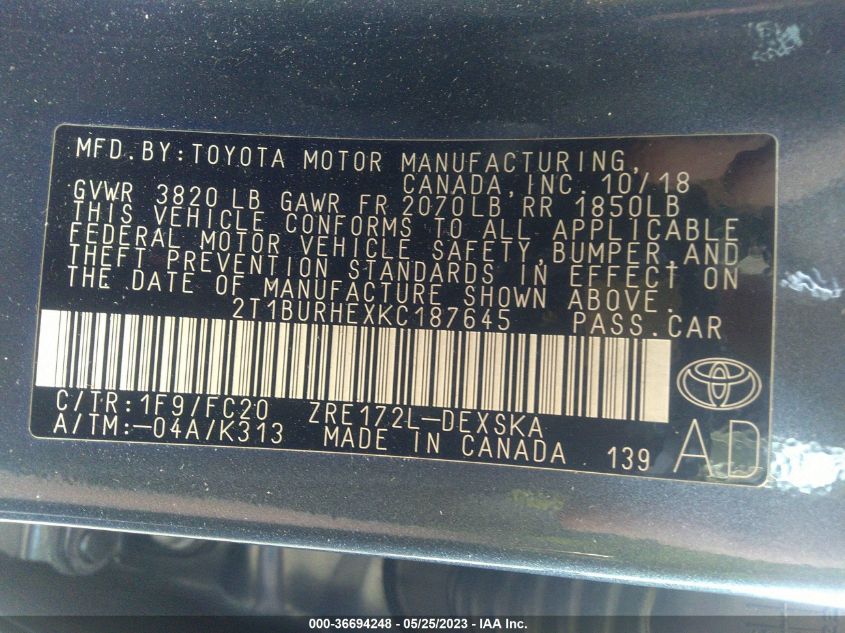 MFD.BY:TOYOTA MOTOR MANUFACTURING,
CANADA,INC. 10/18
GVWR 3820LB GAWR FR 2070LB RR 1850LB
THIS VEHICLE CONFORMS TO ALL APPLICABLE
FEDERAL MOTOR VEHICLE SAFETY,BUMPER,AND
THEFT PREVENTION STANDARDS IN EFFECT ON
THE DATE OF MANUFACTURE SHOWN ABOVE.
2T1BURHEXKC187645 PASS.CAR
C/TR:1F9/FC20 ZRE172L-DEXSKA
A/TM:-04A/K313 MADE IN CANADA 139 AD
000-36694248 - 05/25/2023 - IAA Inc.